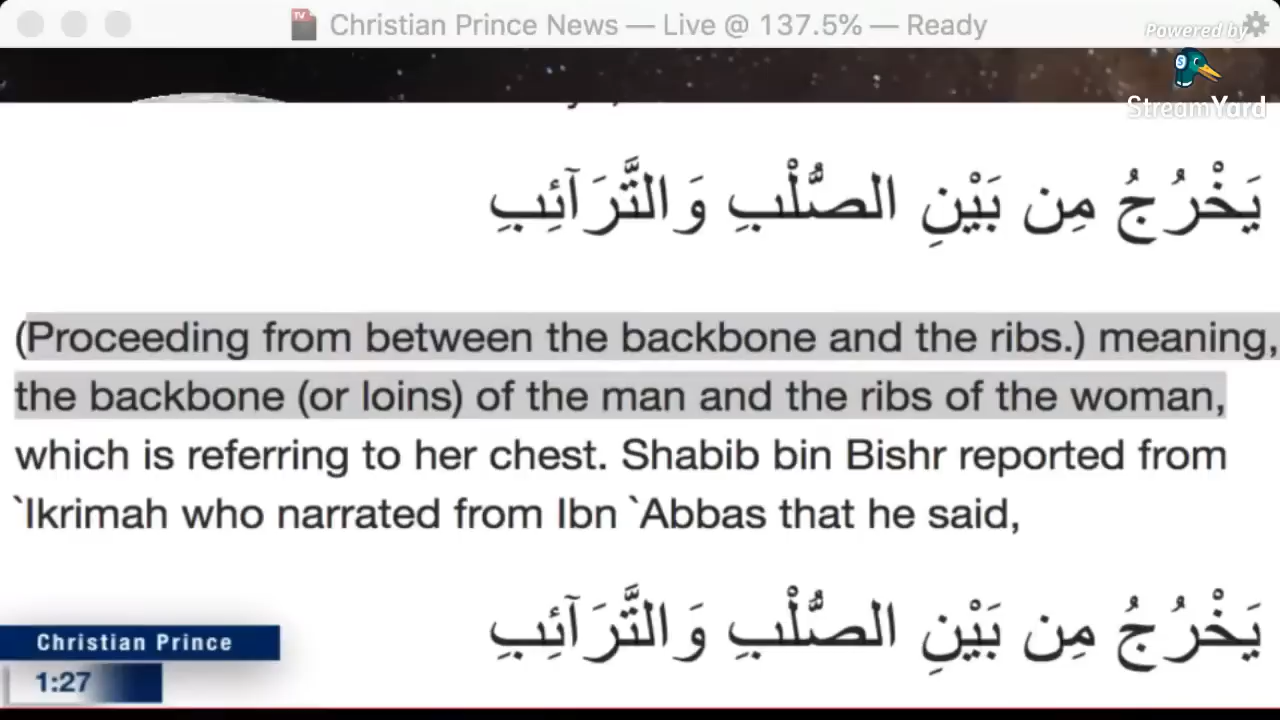 Christian Prince News — Live @ 137.5% — Ready
Powered by
StreamYard
يَخْرُجُ مِن بَيْنِ الصُّلْبِ وَالتَّرَآئِبِ
(Proceeding from between the backbone and the ribs.) meaning,
the backbone (or loins) of the man and the ribs of the woman,
which is referring to her chest. Shabib bin Bishr reported from
`Ikrimah who narrated from Ibn `Abbas that he said,
يَخْرُجُ مِن بَيْنِ الصُّلْبِ وَالتَّرَآئِبِ
Christian Prince
1:27